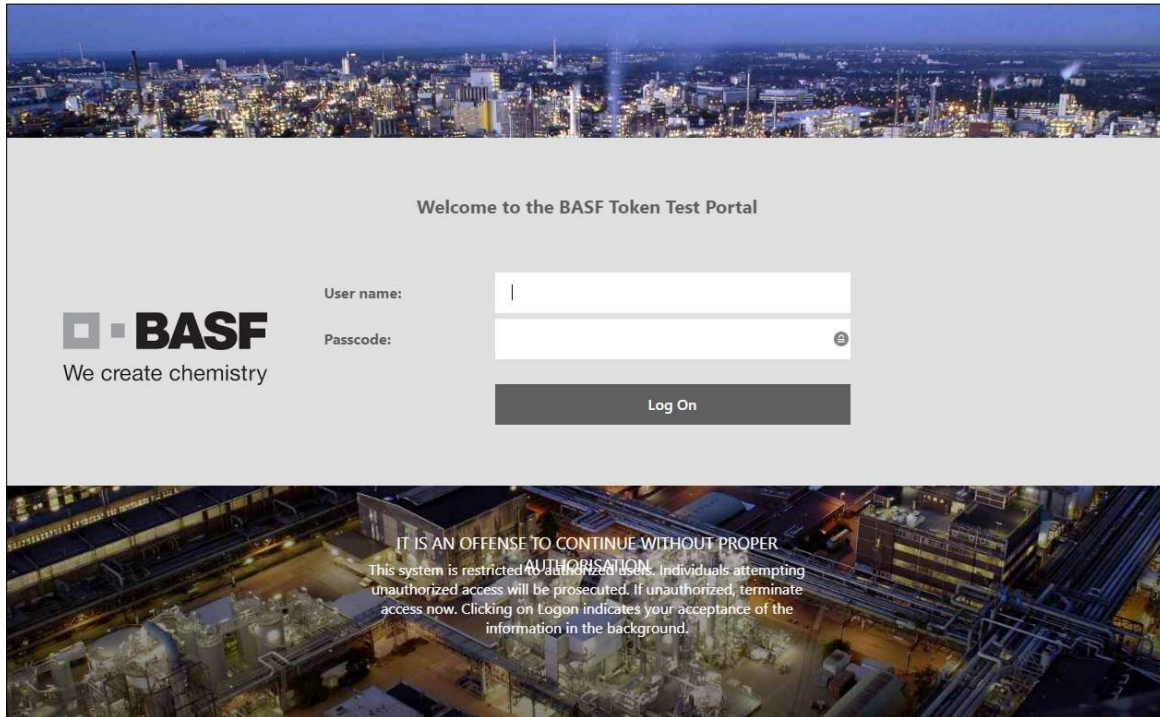 Welcome to the BASF Token Test Portal
User name:
Passcode:
BASF
We create chemistry
Log On
IT IS AN OFFENSE TO CONTINUE WITHOUT PROPER
AUTHORISATION
This system is restricted to authorized users. Individuals attempting
unauthorized access will be prosecuted. If unauthorized, terminate
access now. Clicking on Logon indicates your acceptance of the
information in the background.